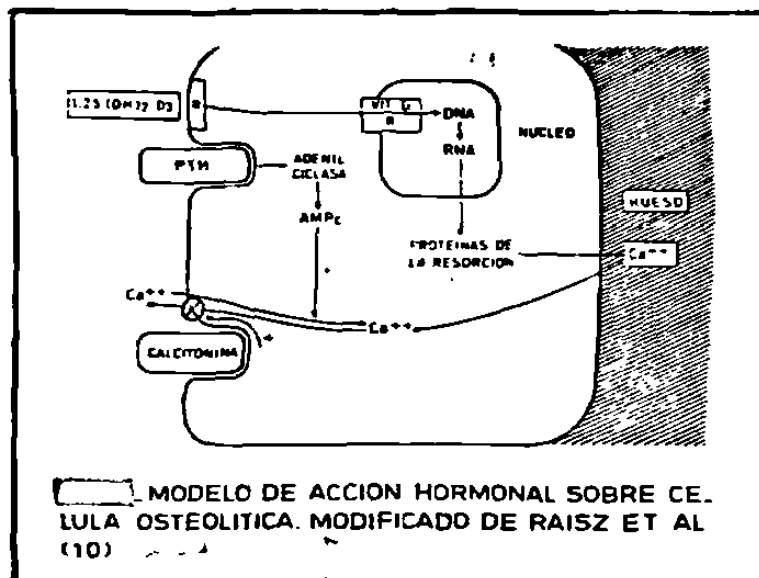 1.25 (OH)2 D3
R
VIT D
R
DNA
RNA
NUCLEO
PTH
ADENIL
CICLASA
AMPc
HUESO
PROTEINAS DE
LA RESORCION
Ca++
Ca++
Ca++
CALCITONINA
+
MODELO DE ACCION HORMONAL SOBRE CE-
LULA OSTEOLITICA. MODIFICADO DE RAISZ ET AL
(10)